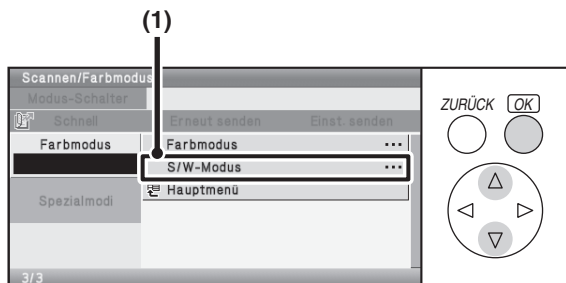 (1)
Scannen/Farbmodus
Modus-Schalter
Schnell Erneut senden Einst. senden
Farbmodus Farbmodus ...
S/W-Modus ...
Spezialmodi Hauptmenü
3/3
ZURÜCK OK